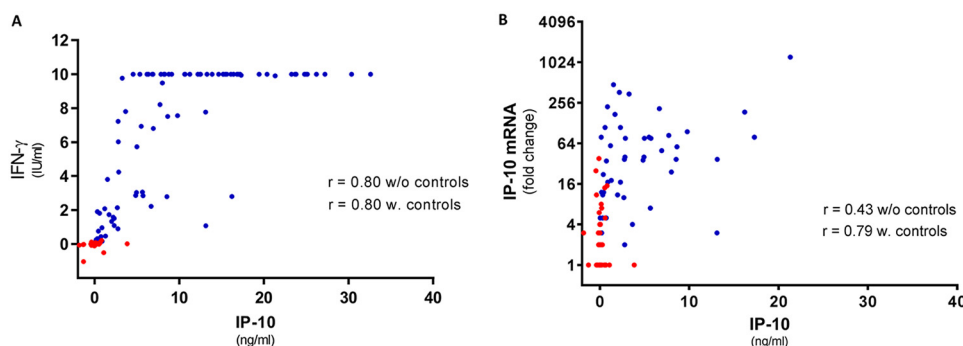 A
12
10
8
6
4
2
0
IFN-γ
(IU/ml)
r = 0.80 w/o controls
r = 0.80 w. controls
0 10 20 30 40
IP-10
(ng/ml)
B
4096
1024
256
64
16
4
1
IP-10 mRNA
(fold change)
r = 0.43 w/o controls
r = 0.79 w. controls
0 10 20 30 40
IP-10
(ng/ml)